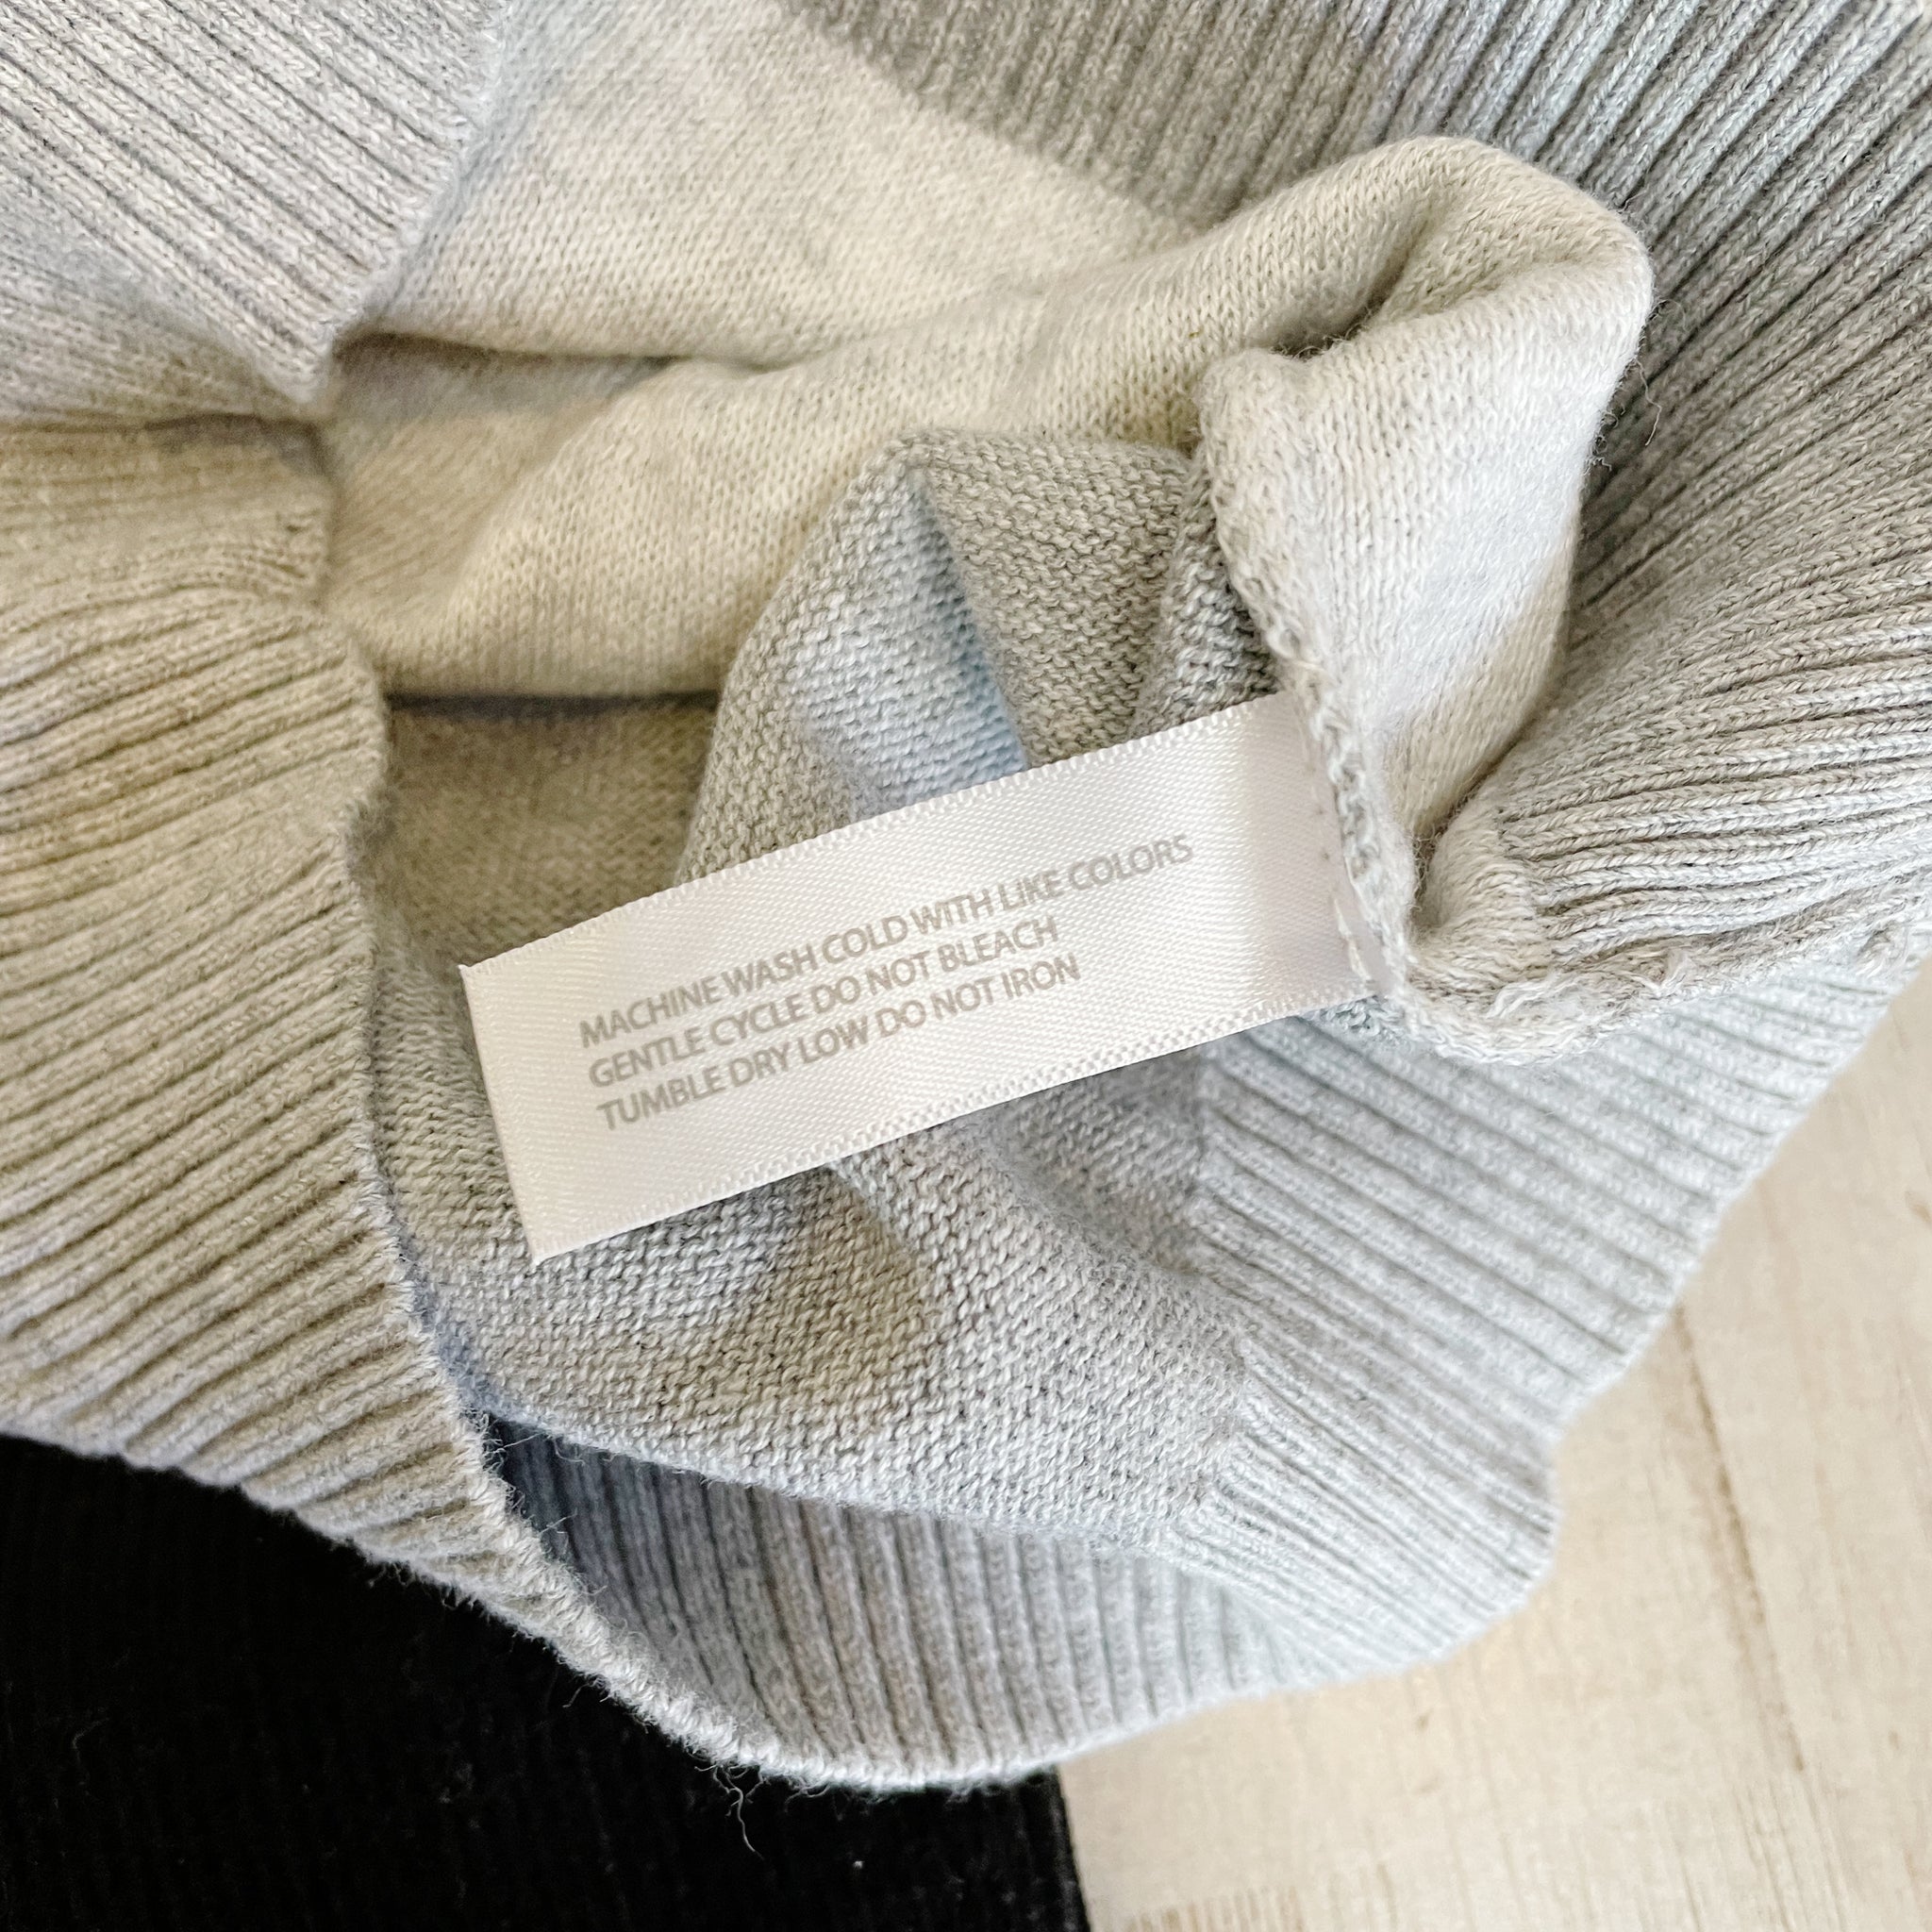 MACHINE WASH COLD WITH LIKE COLORS
GENTLE CYCLE DO NOT BLEACH
TUMBLE DRY LOW DO NOT IRON